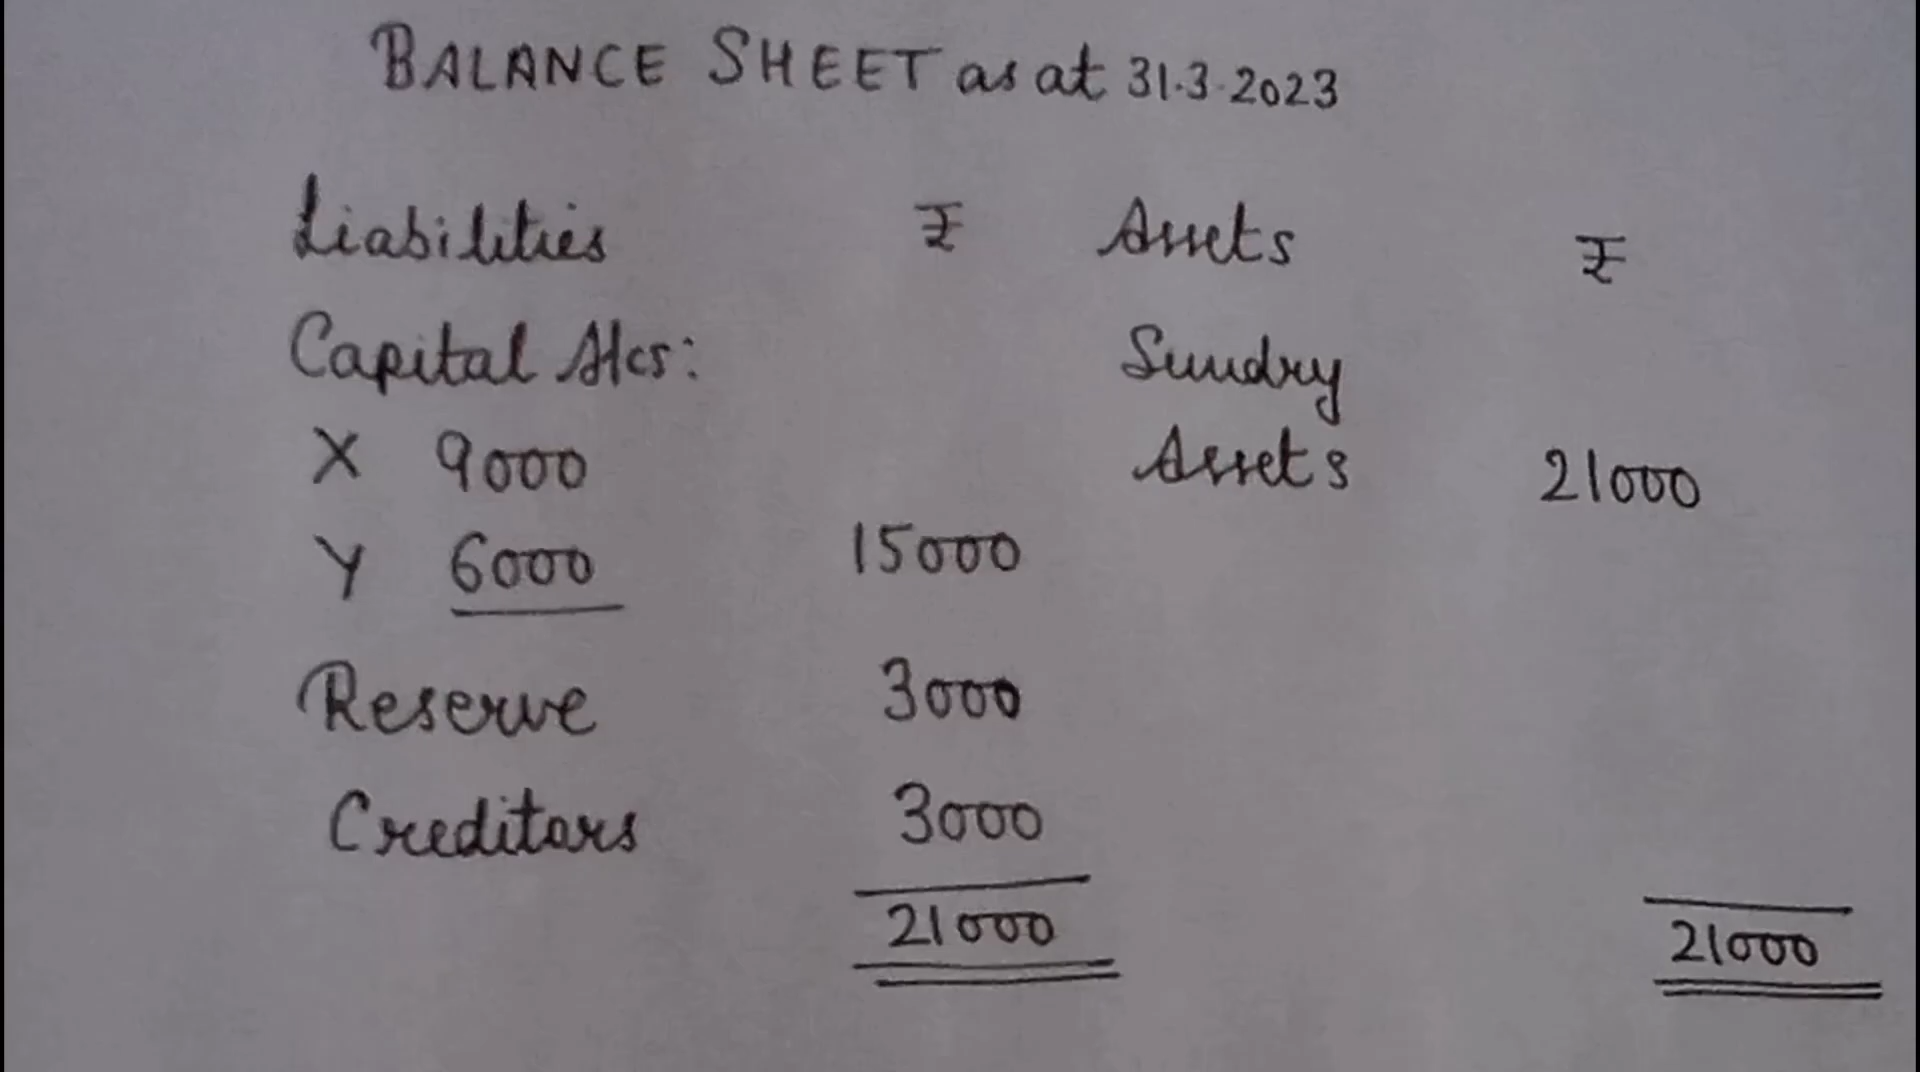 BALANCE SHEET as at 31.3.2023
Liabilities ₹ Assets ₹
Capital A/cs: Sundry
X 9000 Assets 21000
Y 6000 15000
Reserve 3000
Creditors 3000
21000 21000